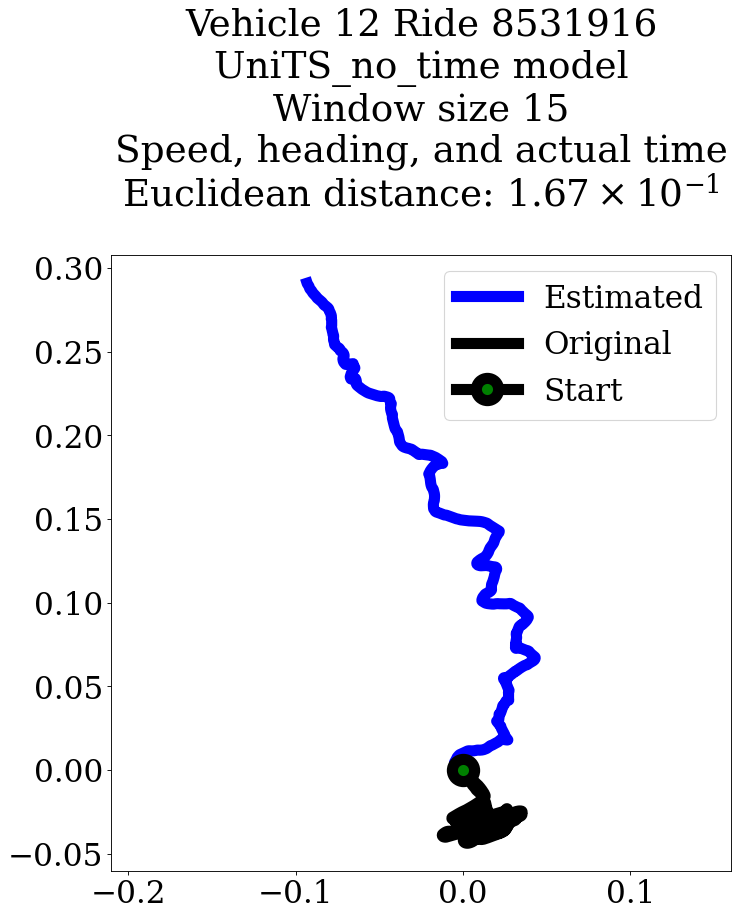 Vehicle 12 Ride 8531916
UniTS_no_time model
Window size 15
Speed, heading, and actual time
Euclidean distance: 1.67 × 10⁻¹
0.30
0.25
0.20
0.15
0.10
0.05
0.00
−0.05
Estimated
Original
Start
−0.2
−0.1
0.0
0.1